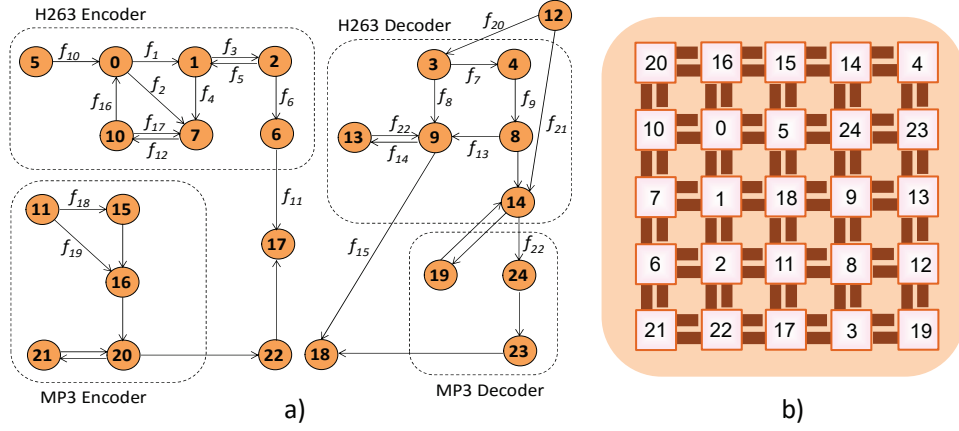 H263 Encoder
H263 Decoder
12
f20
5
f10
0
f1
1
f3
2
f5
3
f7
4
f2
f4
f6
f8
f9
f16
10
f17
f12
7
6
13
f22
f14
9
f13
8
f21
14
11
f18
15
f19
f11
17
f15
f22
16
19
24
21
20
22
18
23
MP3 Encoder
MP3 Decoder
a)
20 16 15 14 4
10 0 5 24 23
7 1 18 9 13
6 2 11 8 12
21 22 17 3 19
b)